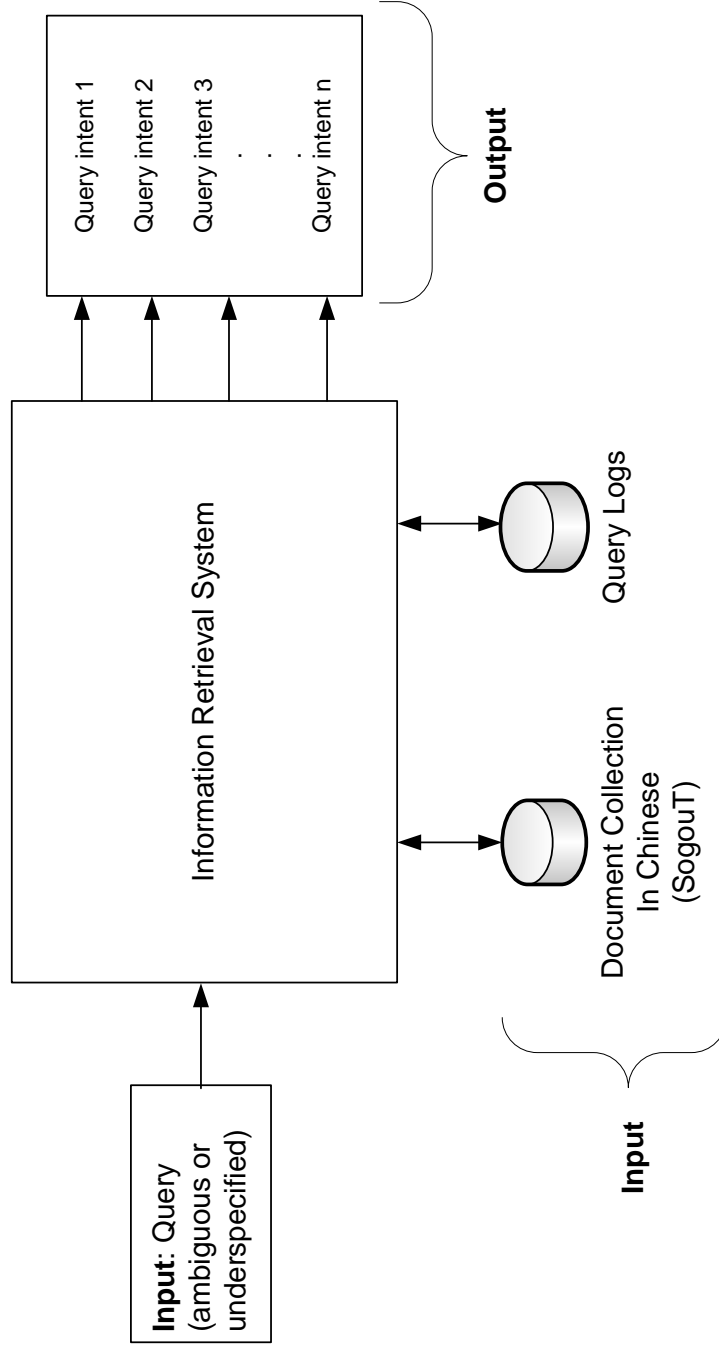 Input: Query
(ambiguous or
underspecified)
Information Retrieval System
Query intent 1
Query intent 2
Query intent 3
.
.
.
Query intent n
Output
Document Collection
In Chinese
(SogouT)
Query Logs
Input